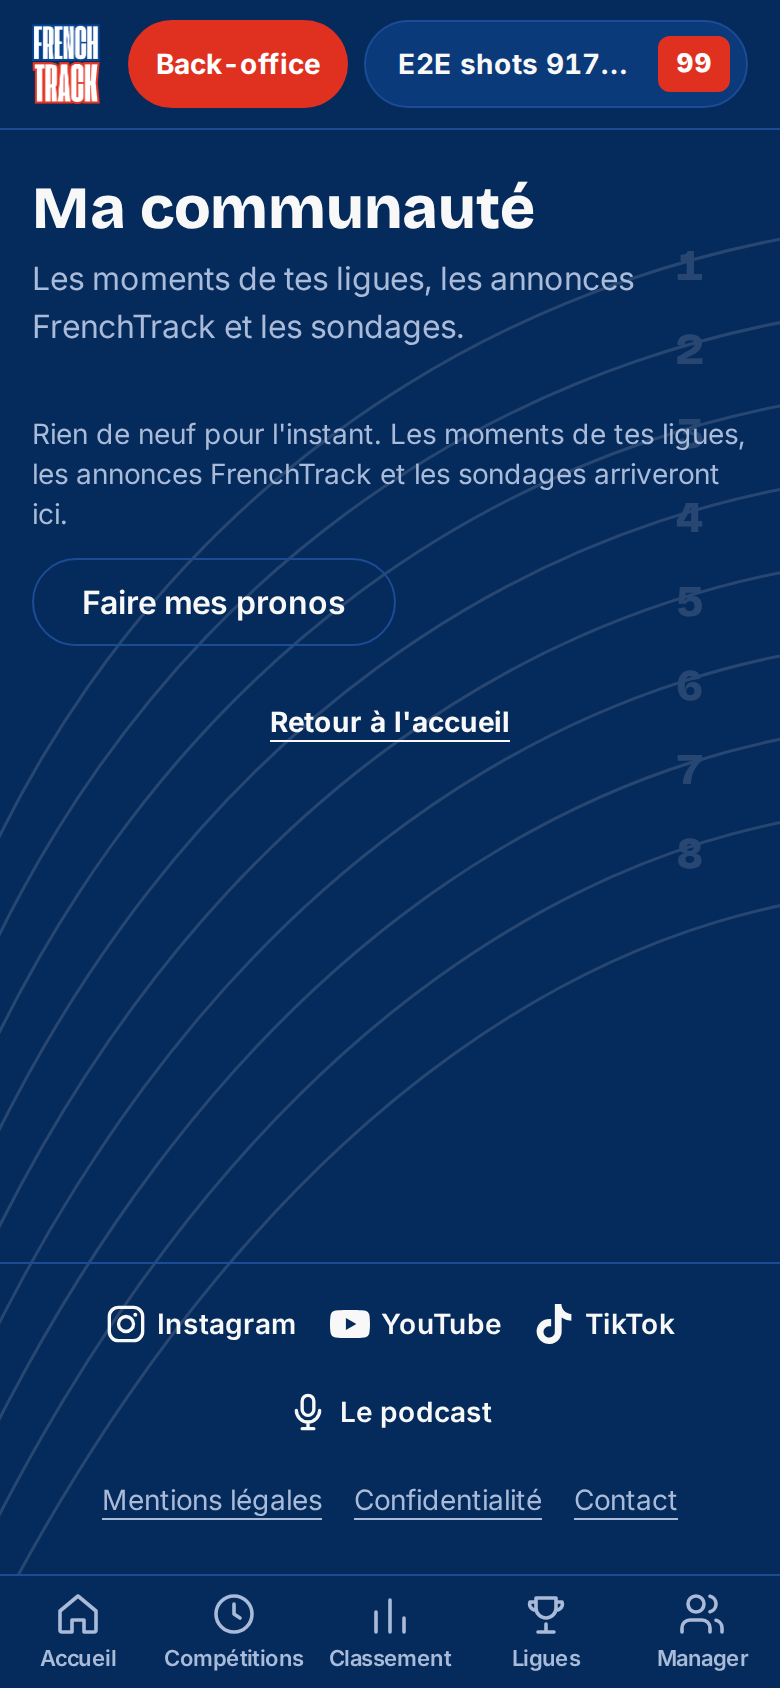 FRENCH
TRACK
Back-office
E2E shots 917...
99
Ma communauté
Les moments de tes ligues, les annonces
FrenchTrack et les sondages.
1
2
3
4
5
6
7
8
Rien de neuf pour l'instant. Les moments de tes ligues,
les annonces FrenchTrack et les sondages arriveront
ici.
Faire mes pronos
Retour à l'accueil
Instagram YouTube TikTok
Le podcast
Mentions légales Confidentialité Contact
Accueil Compétitions Classement Ligues Manager